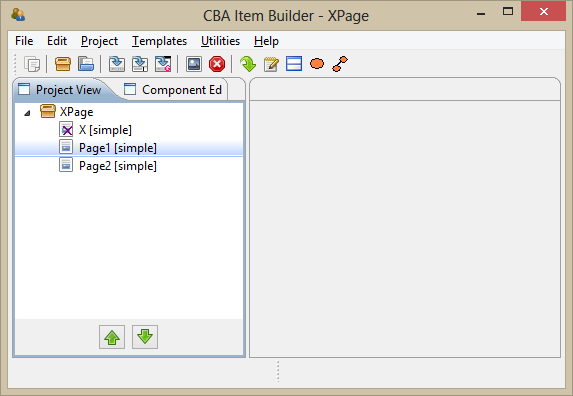 CBA Item Builder - XPage
File Edit Project Templates Utilities Help
Project View Component Ed
XPage
X [simple]
Page1 [simple]
Page2 [simple]